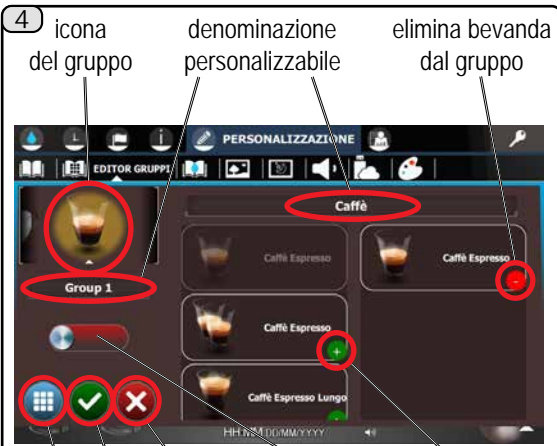 4
icona
del gruppo
denominazione
personalizzabile
elimina bevanda
dal gruppo
PERSONALIZZAZIONE
EDITOR GRUPPI
Caffè
Group 1
Caffè Espresso
Caffè Espresso
Caffè Espresso
Caffè Espresso Lungo
HH:MM DD/MM/YYYY